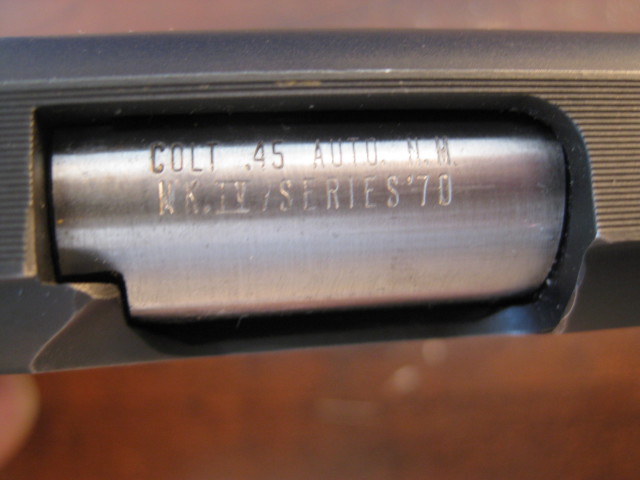 COLT .45 AUTO. N.M.
MK.IV/SERIES'70